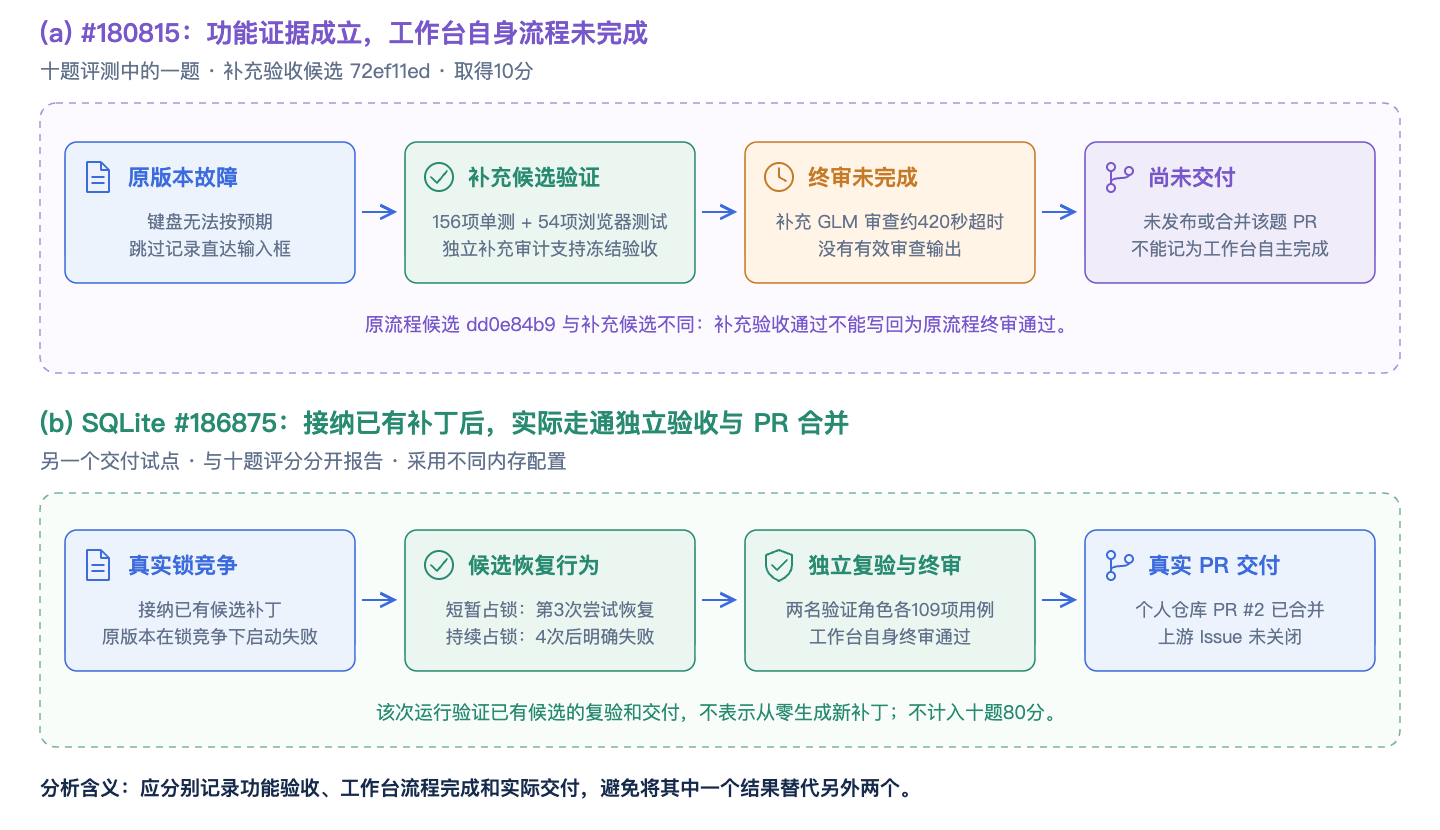 (a) #180815：功能证据成立，工作台自身流程未完成
十题评测中的一题 · 补充验收候选 72ef11ed · 取得10分
原版本故障
键盘无法按预期
跳过记录直达输入框
补充候选验证
156项单测 + 54项浏览器测试
独立补充审计支持冻结验收
终审未完成
补充 GLM 审查约420秒超时
没有有效审查输出
尚未交付
未发布或合并该题 PR
不能记为工作台自主完成
原流程候选 dd0e84b9 与补充候选不同：补充验收通过不能写回为原流程终审通过。
(b) SQLite #186875：接纳已有补丁后，实际走通独立验收与 PR 合并
另一个交付试点 · 与十题评分分开报告 · 采用不同内存配置
真实锁竞争
接纳已有候选补丁
原版本在锁竞争下启动失败
候选恢复行为
短暂占锁：第3次尝试恢复
持续占锁：4次后明确失败
独立复验与终审
两名验证角色各109项用例
工作台自身终审通过
真实 PR 交付
个人仓库 PR #2 已合并
上游 Issue 未关闭
该次运行验证已有候选的复验和交付，不表示从零生成新补丁；不计入十题80分。
分析含义：应分别记录功能验收、工作台流程完成和实际交付，避免将其中一个结果替代另外两个。